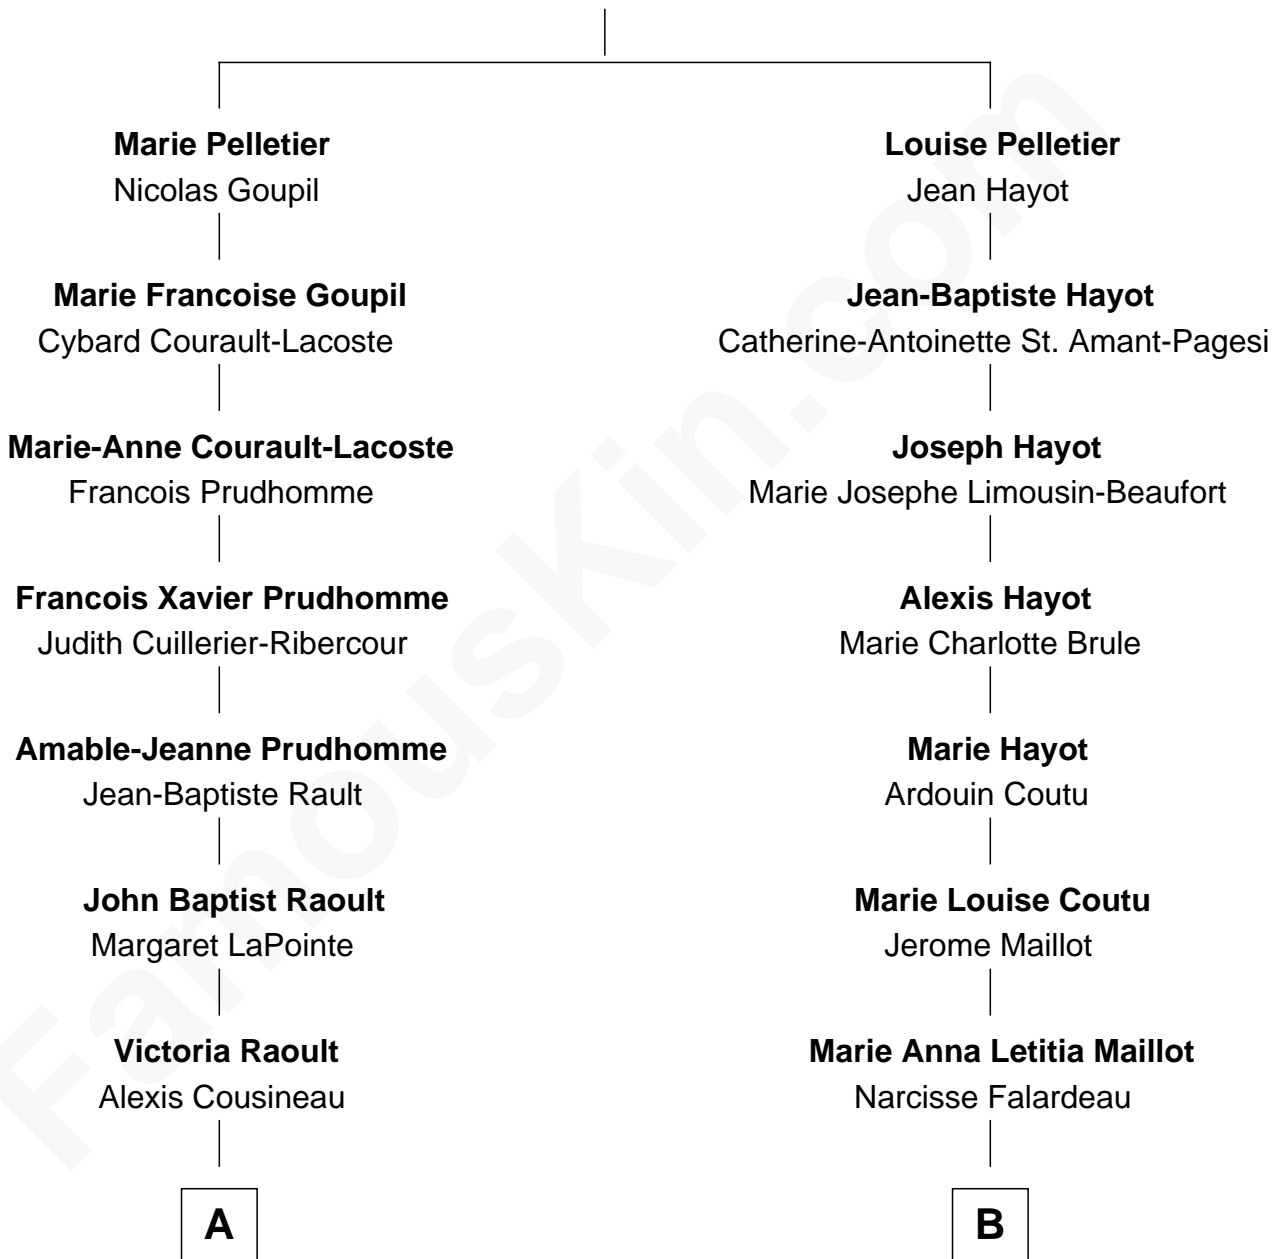 Marie Pelletier
Nicolas Goupil
Marie Francoise Goupil
Cybard Courault-Lacoste
Marie-Anne Courault-Lacoste
Francois Prudhomme
Francois Xavier Prudhomme
Judith Cuillerier-Ribercour
Amable-Jeanne Prudhomme
Jean-Baptiste Rault
John Baptist Raoult
Margaret LaPointe
Victoria Raoult
Alexis Cousineau
A
Louise Pelletier
Jean Hayot
Jean-Baptiste Hayot
Catherine-Antoinette St. Amant-Pagesi
Joseph Hayot
Marie Josephe Limousin-Beaufort
Alexis Hayot
Marie Charlotte Brule
Marie Hayot
Ardouin Coutu
Marie Louise Coutu
Jerome Maillot
Marie Anna Letitia Maillot
Narcisse Falardeau
B
FamousKin.com